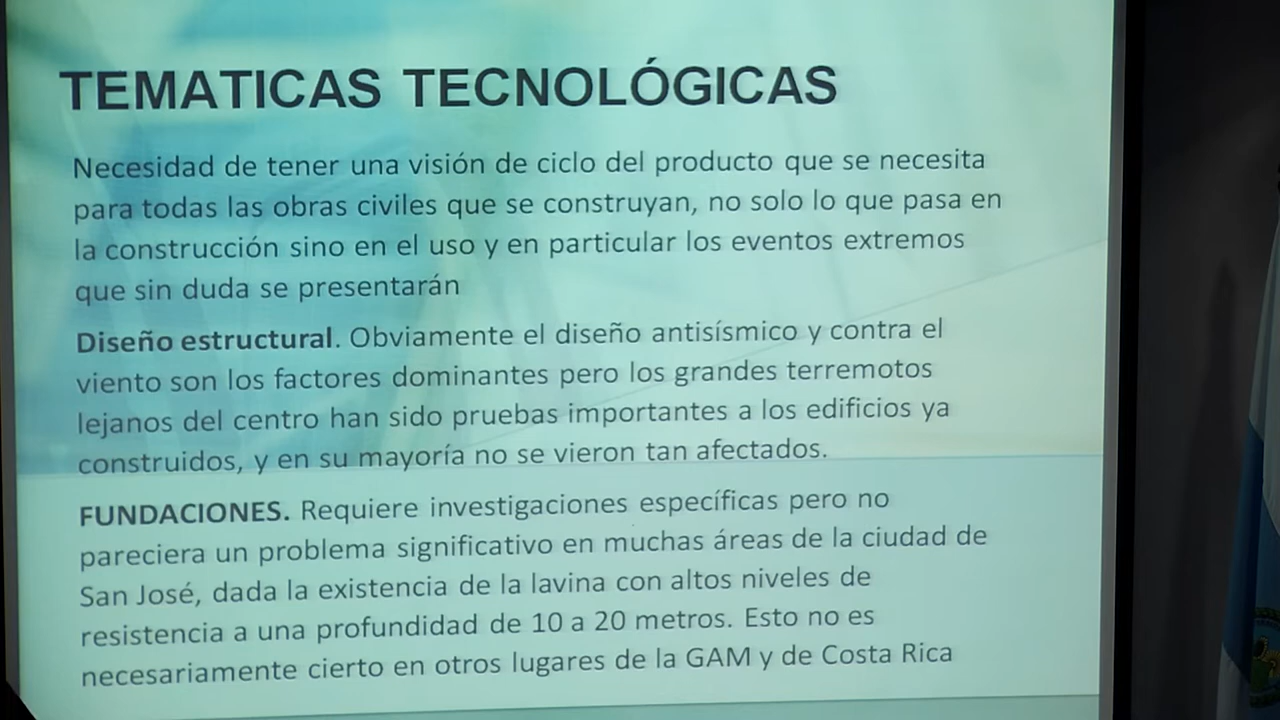 TEMATICAS TECNOLÓGICAS
Necesidad de tener una visión de ciclo del producto que se necesita
para todas las obras civiles que se construyan, no solo lo que pasa en
la construcción sino en el uso y en particular los eventos extremos
que sin duda se presentarán
Diseño estructural. Obviamente el diseño antisísmico y contra el
viento son los factores dominantes pero los grandes terremotos
lejanos del centro han sido pruebas importantes a los edificios ya
construidos, y en su mayoría no se vieron tan afectados.
FUNDACIONES. Requiere investigaciones específicas pero no
pareciera un problema significativo en muchas áreas de la ciudad de
San José, dada la existencia de la lavina con altos niveles de
resistencia a una profundidad de 10 a 20 metros. Esto no es
necesariamente cierto en otros lugares de la GAM y de Costa Rica